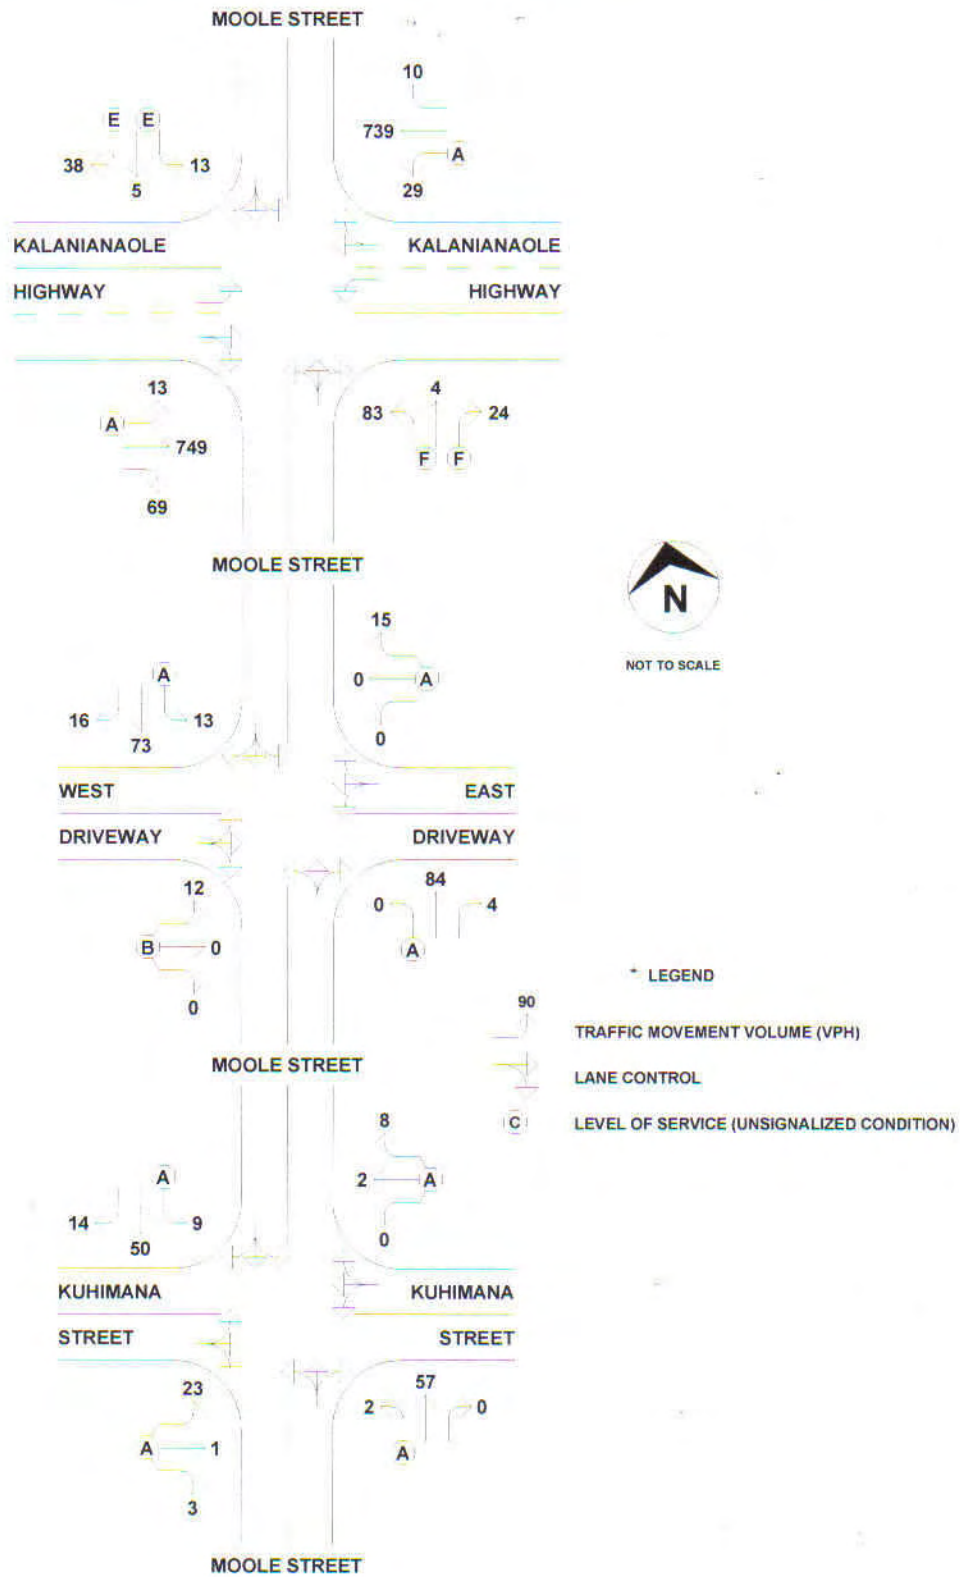 MOOLE STREET
10
E E
739
A
38
13
5
29
KALANIANAOLE
KALANIANAOLE
HIGHWAY
HIGHWAY
13
4
83
24
A
749
F F
69
MOOLE STREET
N
NOT TO SCALE
15
A
0
A
16
13
73
0
WEST
EAST
DRIVEWAY
DRIVEWAY
12
84
0
4
B
0
A
0
LEGEND
90
TRAFFIC MOVEMENT VOLUME (VPH)
LANE CONTROL
C
LEVEL OF SERVICE (UNSIGNALIZED CONDITION)
MOOLE STREET
8
A
2
A
14
9
50
0
KUHIMANA
KUHIMANA
STREET
STREET
23
57
2
0
A
1
A
3
MOOLE STREET